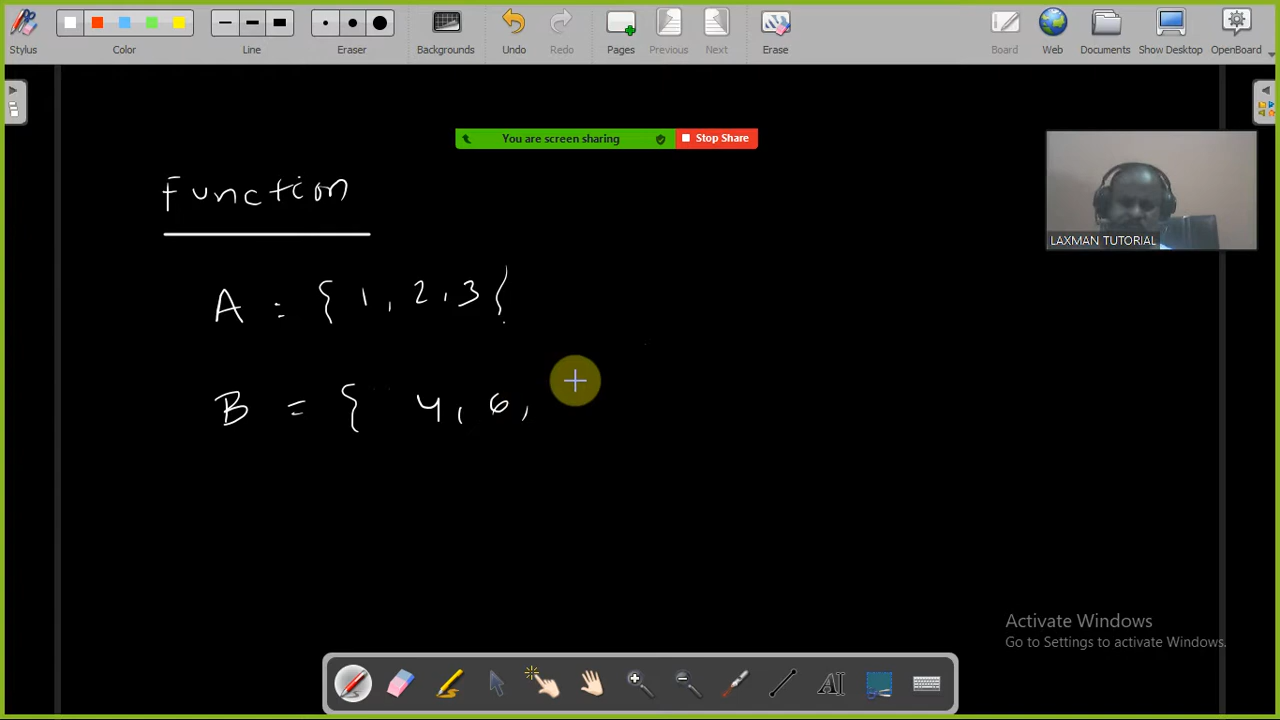 Stylus Color Line Eraser Backgrounds Undo Redo Pages Previous Next Erase Board Web Documents Show Desktop OpenBoard
You are screen sharing Stop Share
Function
LAXMAN TUTORIAL
A = { 1, 2, 3 }
B = { 4, 6,
Activate Windows
Go to Settings to activate Windows.